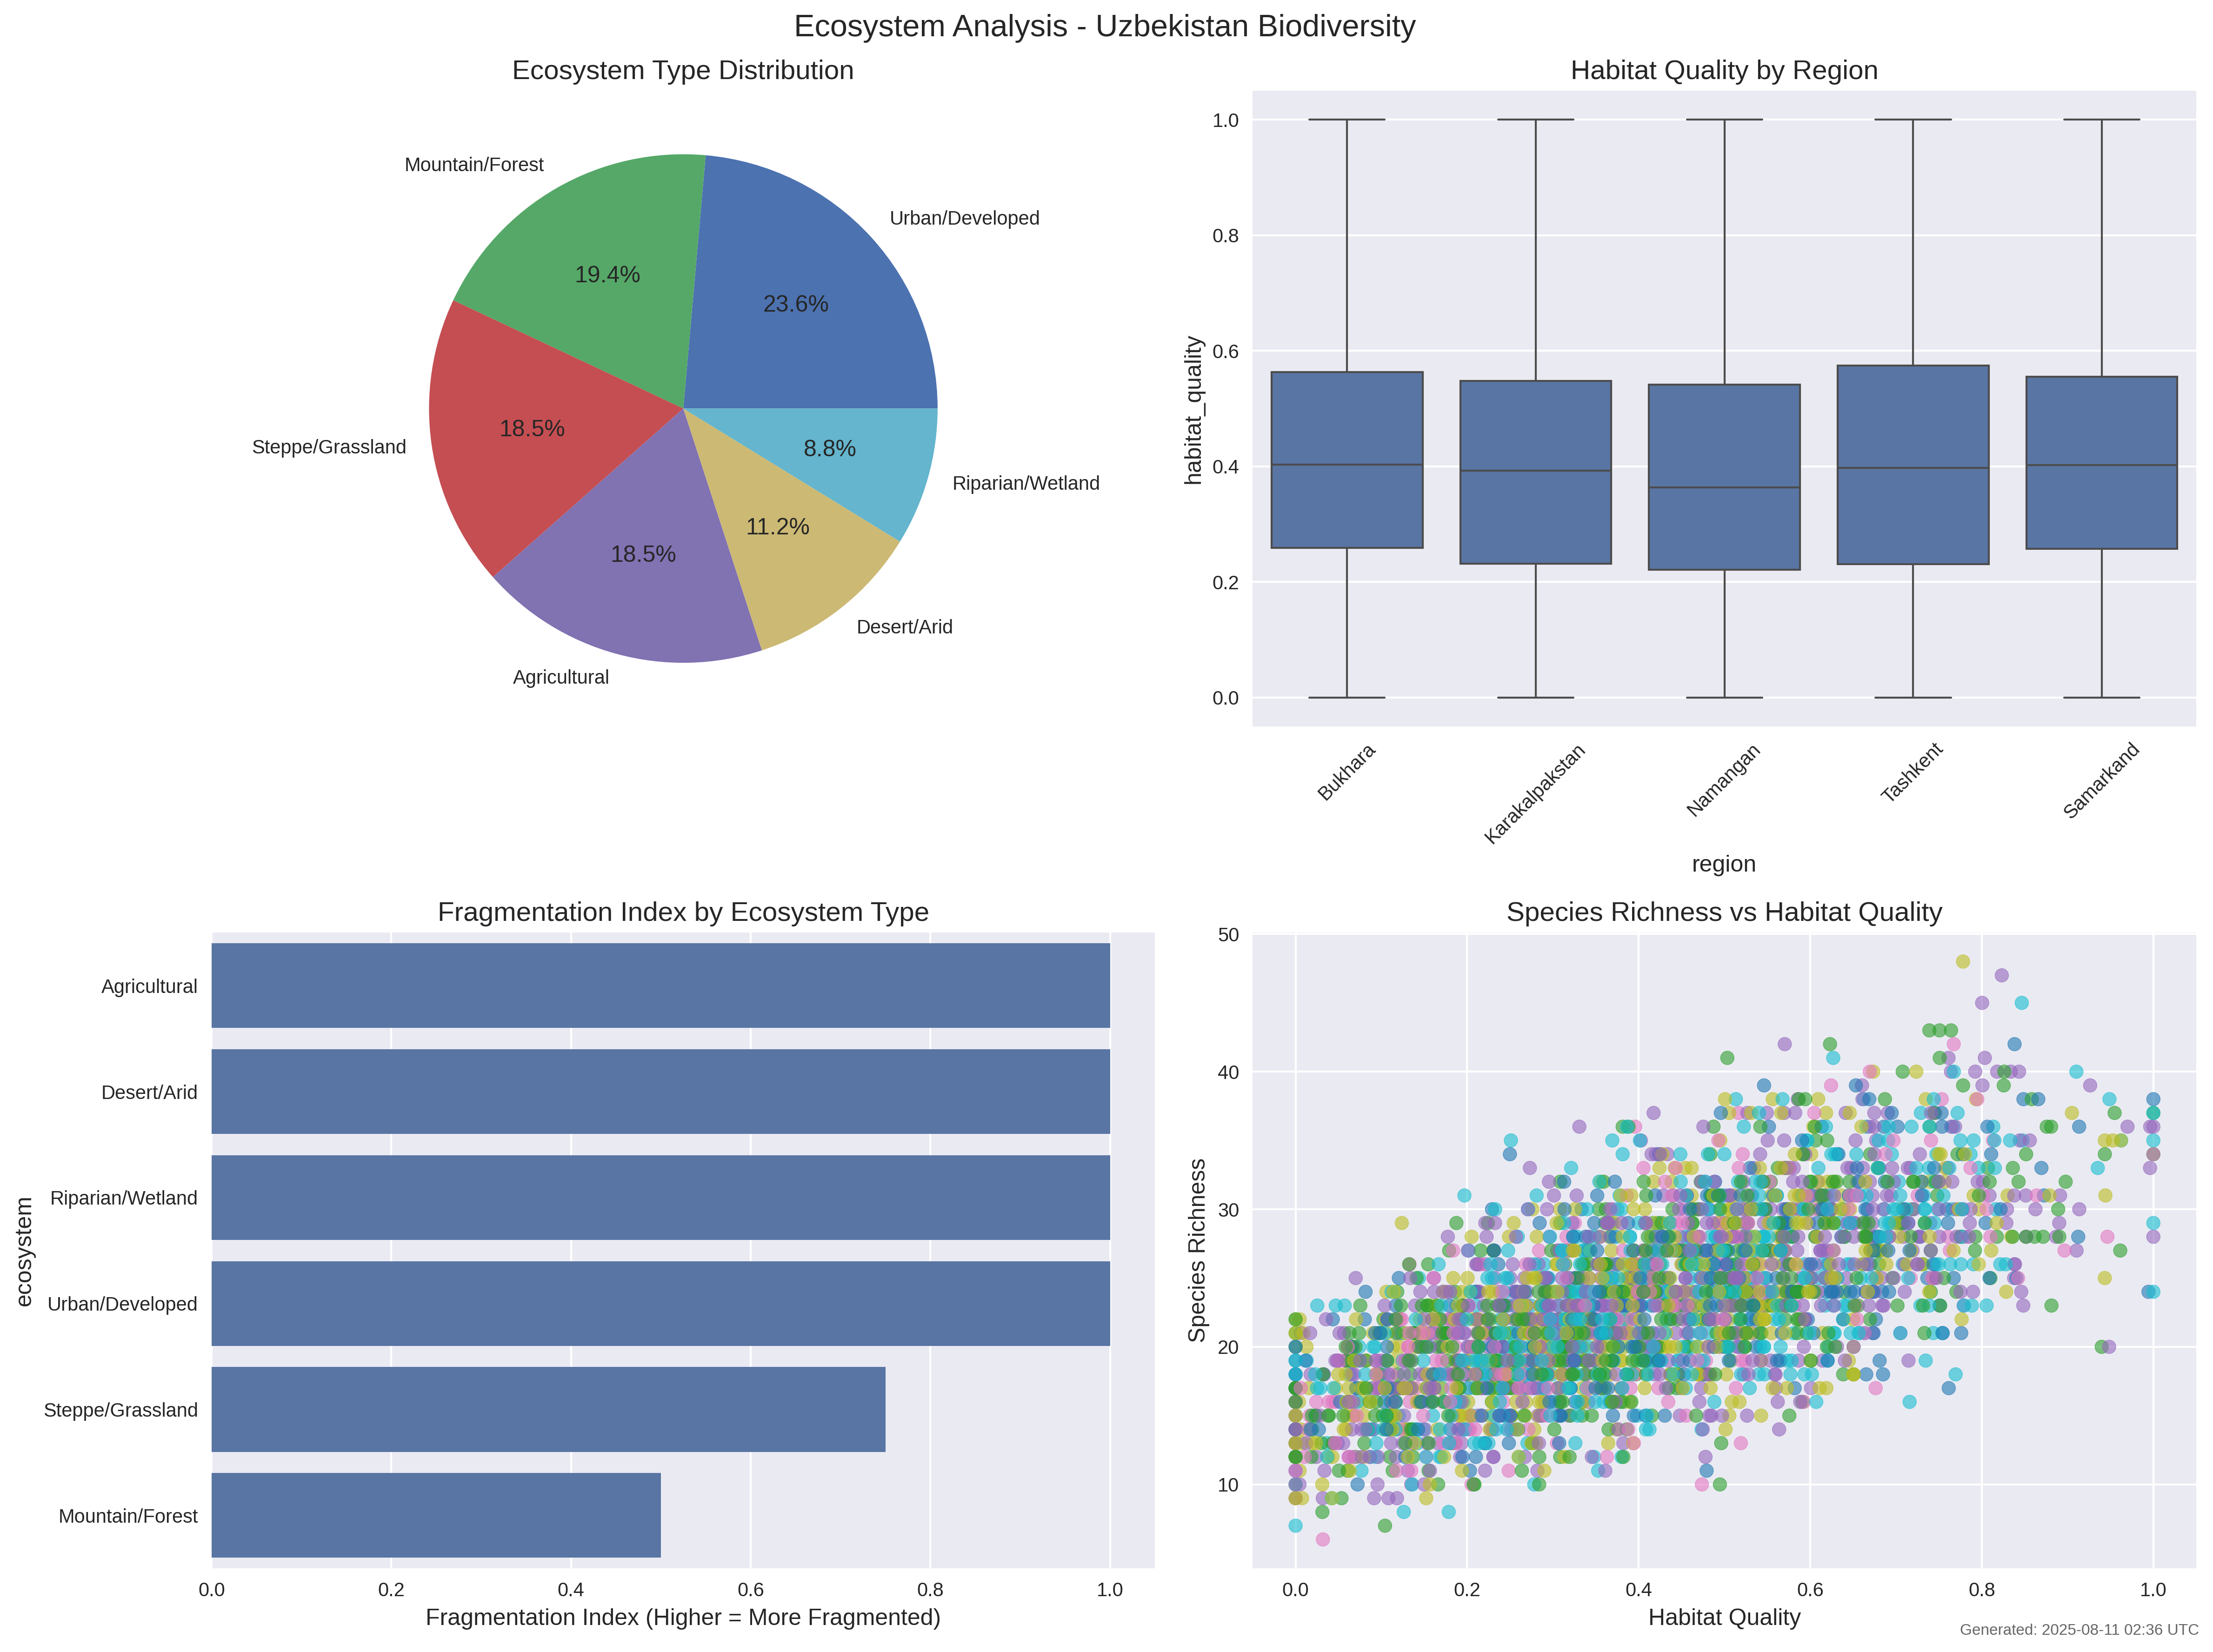 Ecosystem Analysis - Uzbekistan Biodiversity
Ecosystem Type Distribution
Mountain/Forest
Urban/Developed
19.4%
23.6%
Steppe/Grassland
18.5%
8.8%
Riparian/Wetland
18.5%
11.2%
Desert/Arid
Agricultural
Habitat Quality by Region
habitat_quality
1.0
0.8
0.6
0.4
0.2
0.0
Bukhara
Karakalpakstan
Namangan
Tashkent
Samarkand
region
Fragmentation Index by Ecosystem Type
ecosystem
Agricultural
Desert/Arid
Riparian/Wetland
Urban/Developed
Steppe/Grassland
Mountain/Forest
0.0 0.2 0.4 0.6 0.8 1.0
Fragmentation Index (Higher = More Fragmented)
Species Richness vs Habitat Quality
Species Richness
50
40
30
20
10
0.0 0.2 0.4 0.6 0.8 1.0
Habitat Quality
Generated: 2025-08-11 02:36 UTC